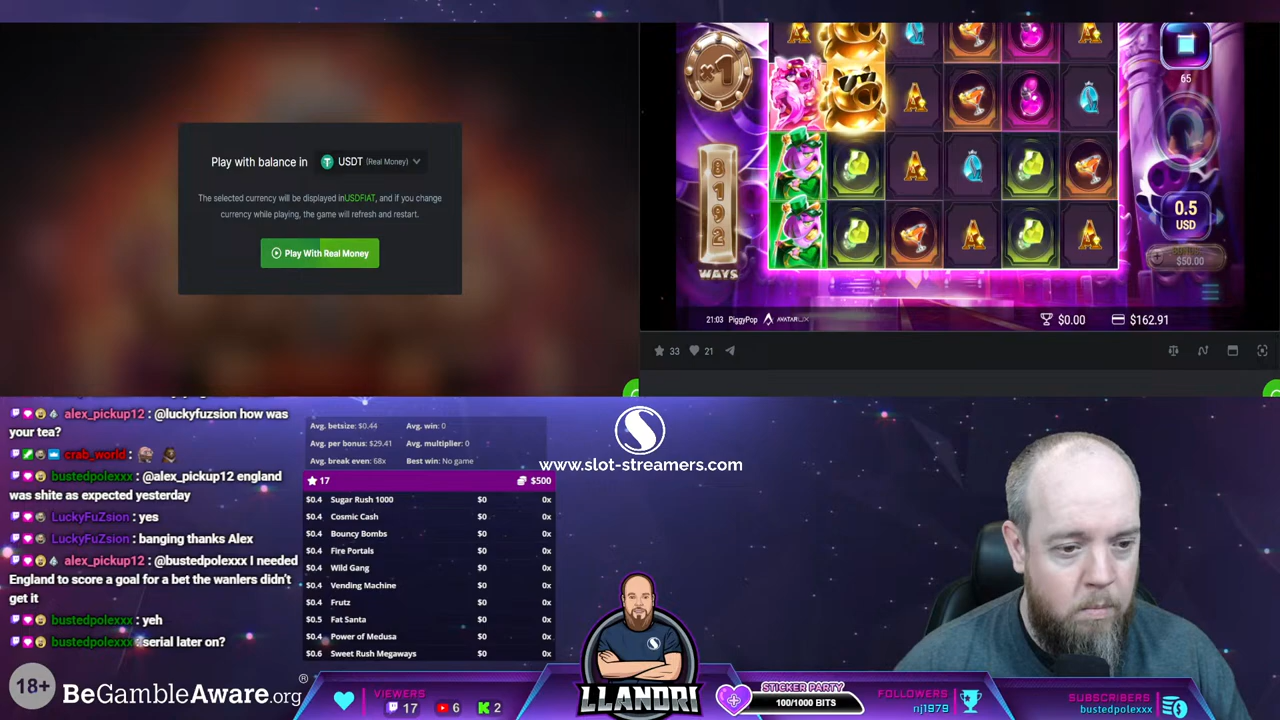 Play with balance in USDT (Real Money)
The selected currency will be displayed inUSDFIAT, and if you change
currency while playing, the game will refresh and restart.
Play With Real Money
x1
8192
WAYS
65
0.5
USD
$50.00
21:03 PiggyPop AVATARUX
$0.00
$162.91
33 21
alex_pickup12 : @luckyfuzsion how was
your tea?
crab_world :
bustedpolexxx : @alex_pickup12 england
was shite as expected yesterday
LuckyFuZsion : yes
LuckyFuZsion : banging thanks Alex
alex_pickup12 : @bustedpolexxx I needed
England to score a goal for a bet the wanlers didn't
get it
bustedpolexxx : yeh
bustedpolexxx : serial later on?
Avg. betsize: $0.44 Avg. win: 0
Avg. per bonus: $29.41 Avg. multiplier: 0
Avg. break even: 68x Best win: No game
17 $500
$0.4 Sugar Rush 1000 $0 0x
$0.4 Cosmic Cash $0 0x
$0.4 Bouncy Bombs $0 0x
$0.4 Fire Portals $0 0x
$0.4 Wild Gang $0 0x
$0.4 Vending Machine $0 0x
$0.4 Frutz $0 0x
$0.5 Fat Santa $0 0x
$0.4 Power of Medusa $0 0x
$0.6 Sweet Rush Megaways $0 0x
www.slot-streamers.com
18+ BeGambleAware.org®
VIEWERS
17 6 2
LLANDRI
STICKER PARTY
100/1000 BITS
FOLLOWERS
nj1979
SUBSCRIBERS
bustedpolexxx